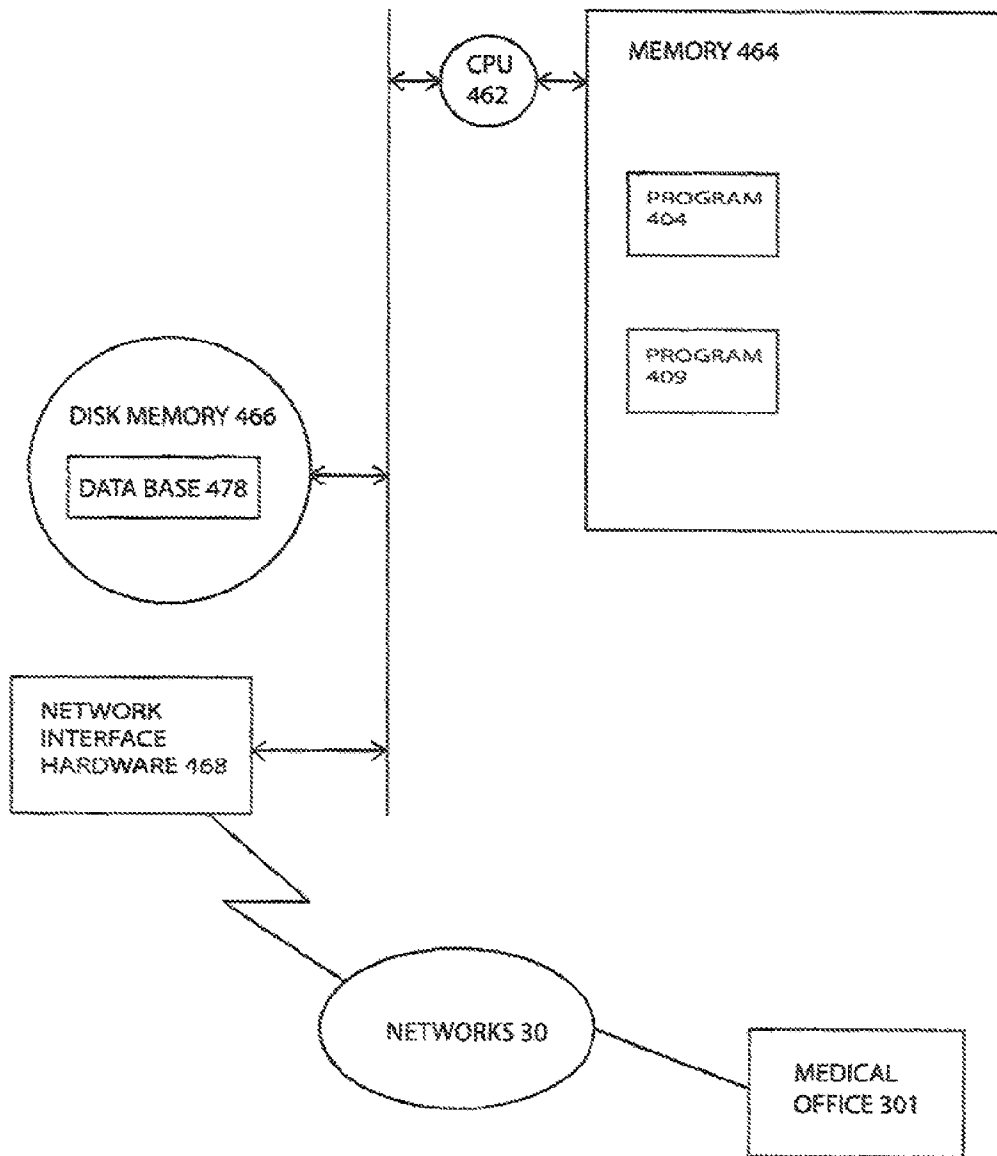 CPU
462
MEMORY 464
PROGRAM
404
PROGRAM
409
DISK MEMORY 466
DATA BASE 478
NETWORK
INTERFACE
HARDWARE 468
NETWORKS 30
MEDICAL
OFFICE 301